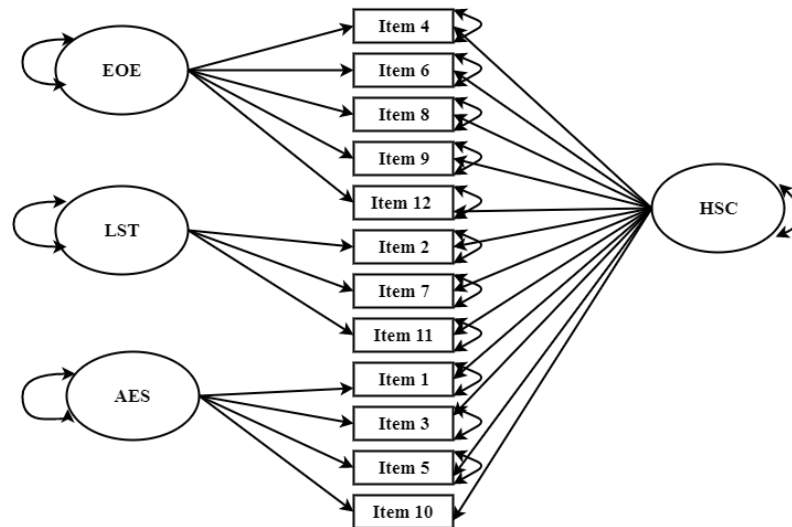 Item 4
EOE
Item 6
Item 8
Item 9
Item 12
HSC
LST
Item 2
Item 7
Item 11
Item 1
AES
Item 3
Item 5
Item 10